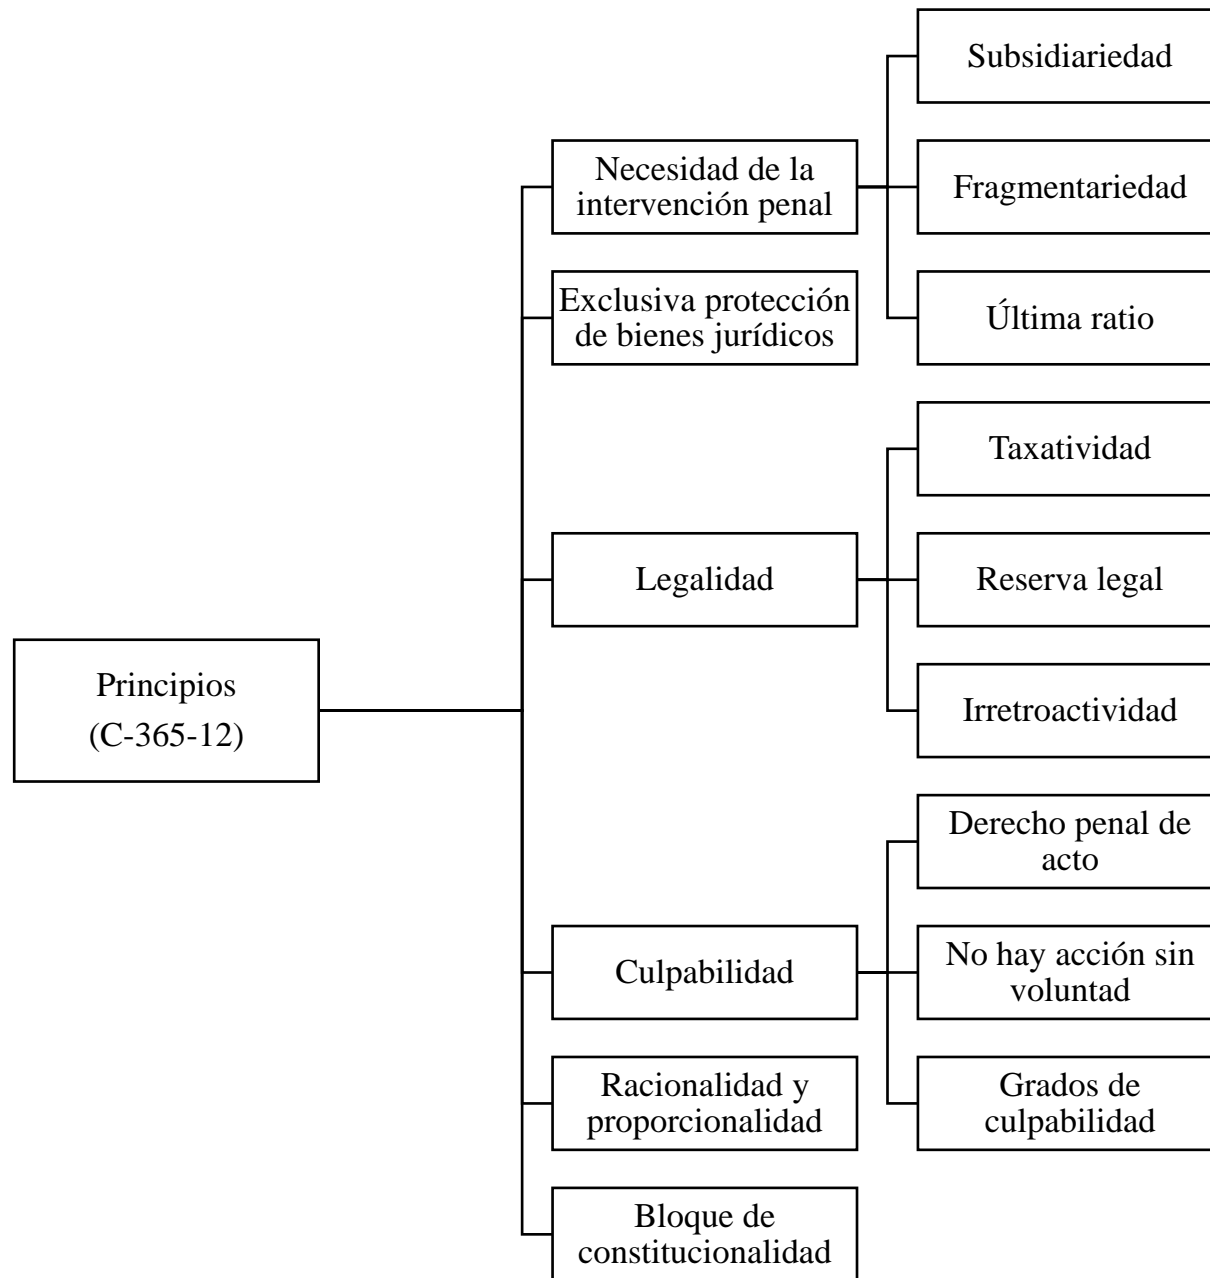 Principios
(C-365-12)
Necesidad de la
intervención penal
Subsidiariedad
Fragmentariedad
Última ratio
Exclusiva protección
de bienes jurídicos
Legalidad
Taxatividad
Reserva legal
Irretroactividad
Culpabilidad
Derecho penal de
acto
No hay acción sin
voluntad
Grados de
culpabilidad
Racionalidad y
proporcionalidad
Bloque de
constitucionalidad